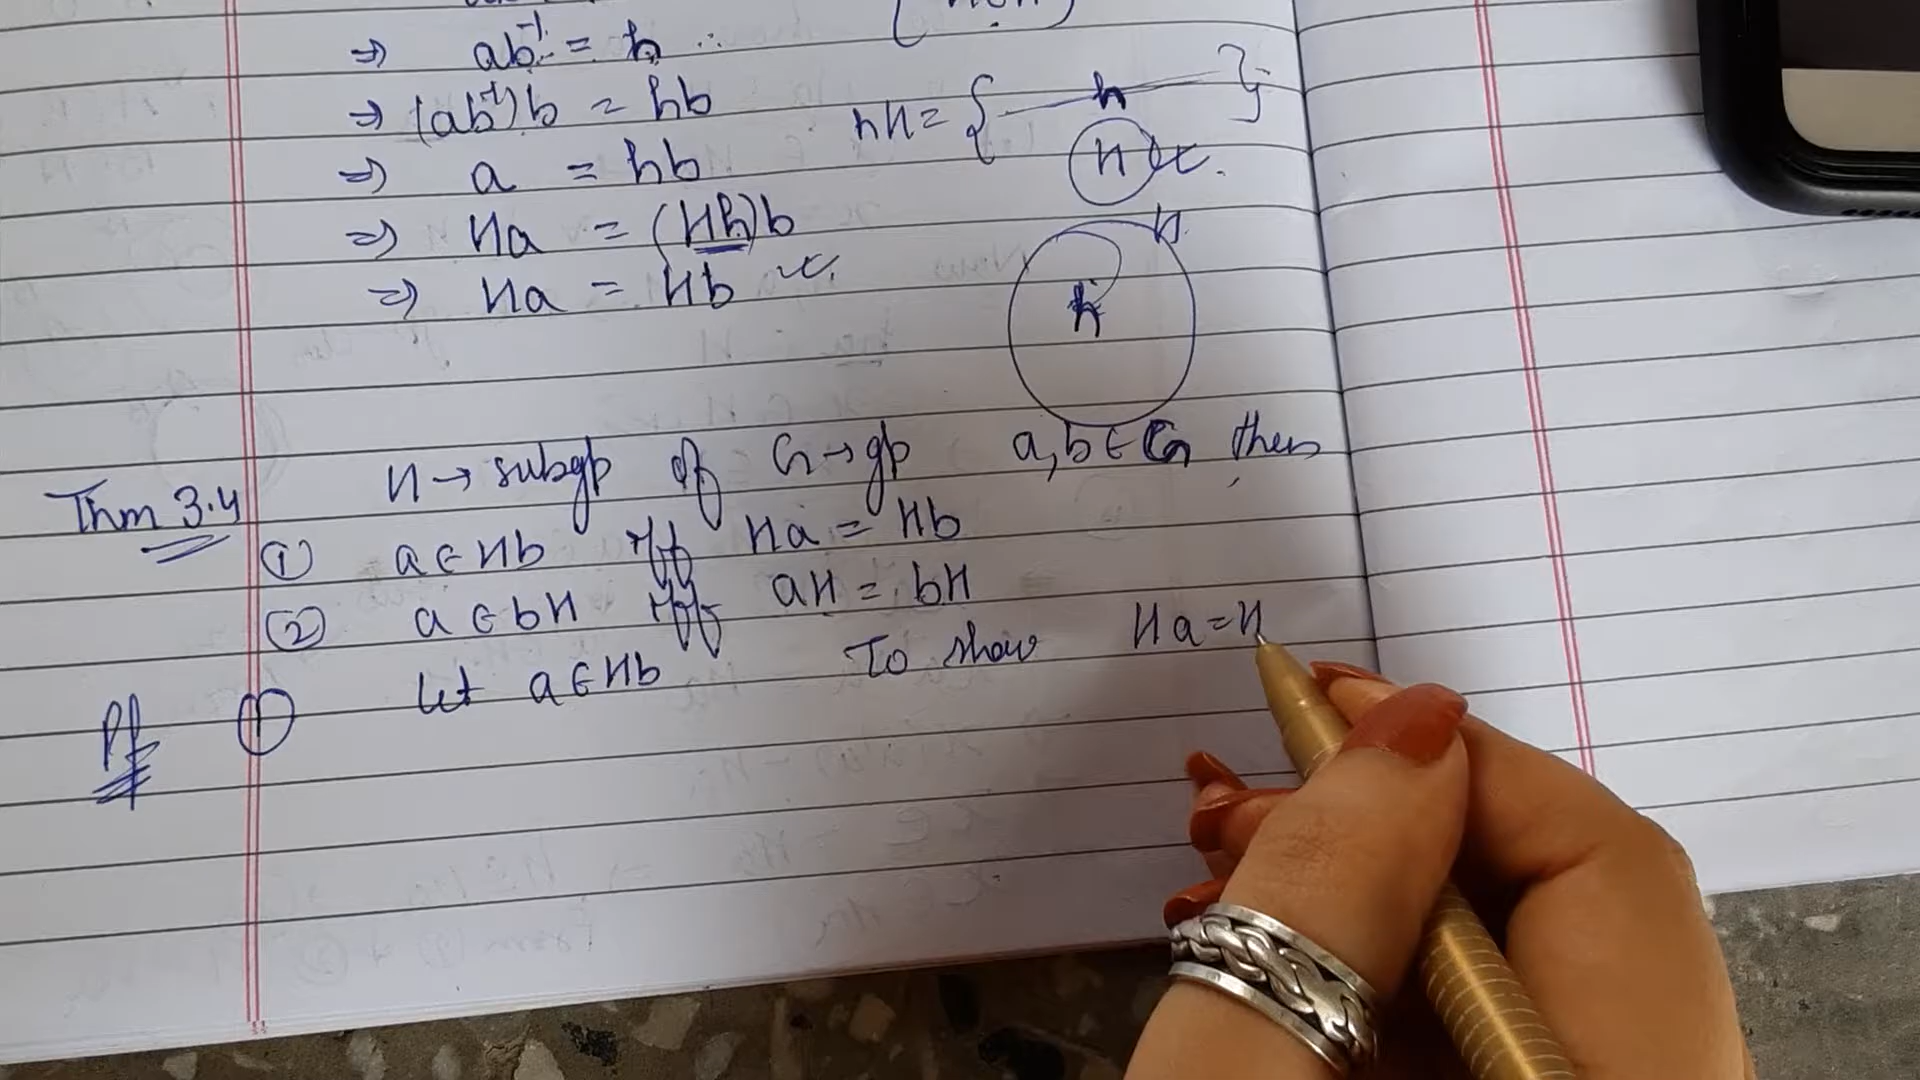 ⇒ ab⁻¹ = h
⇒ (ab⁻¹)b = hb
hH = { h }
⇒ a = hb
H
⇒ Ha = (Hh)b
H
⇒ Ha = Hb
h
Thm 3.4 H → subgp of G → gp a, b ∈ G then
① a ∈ Hb iff Ha = Hb
② a ∈ bH iff aH = bH
Pf ① Let a ∈ Hb To show Ha = H